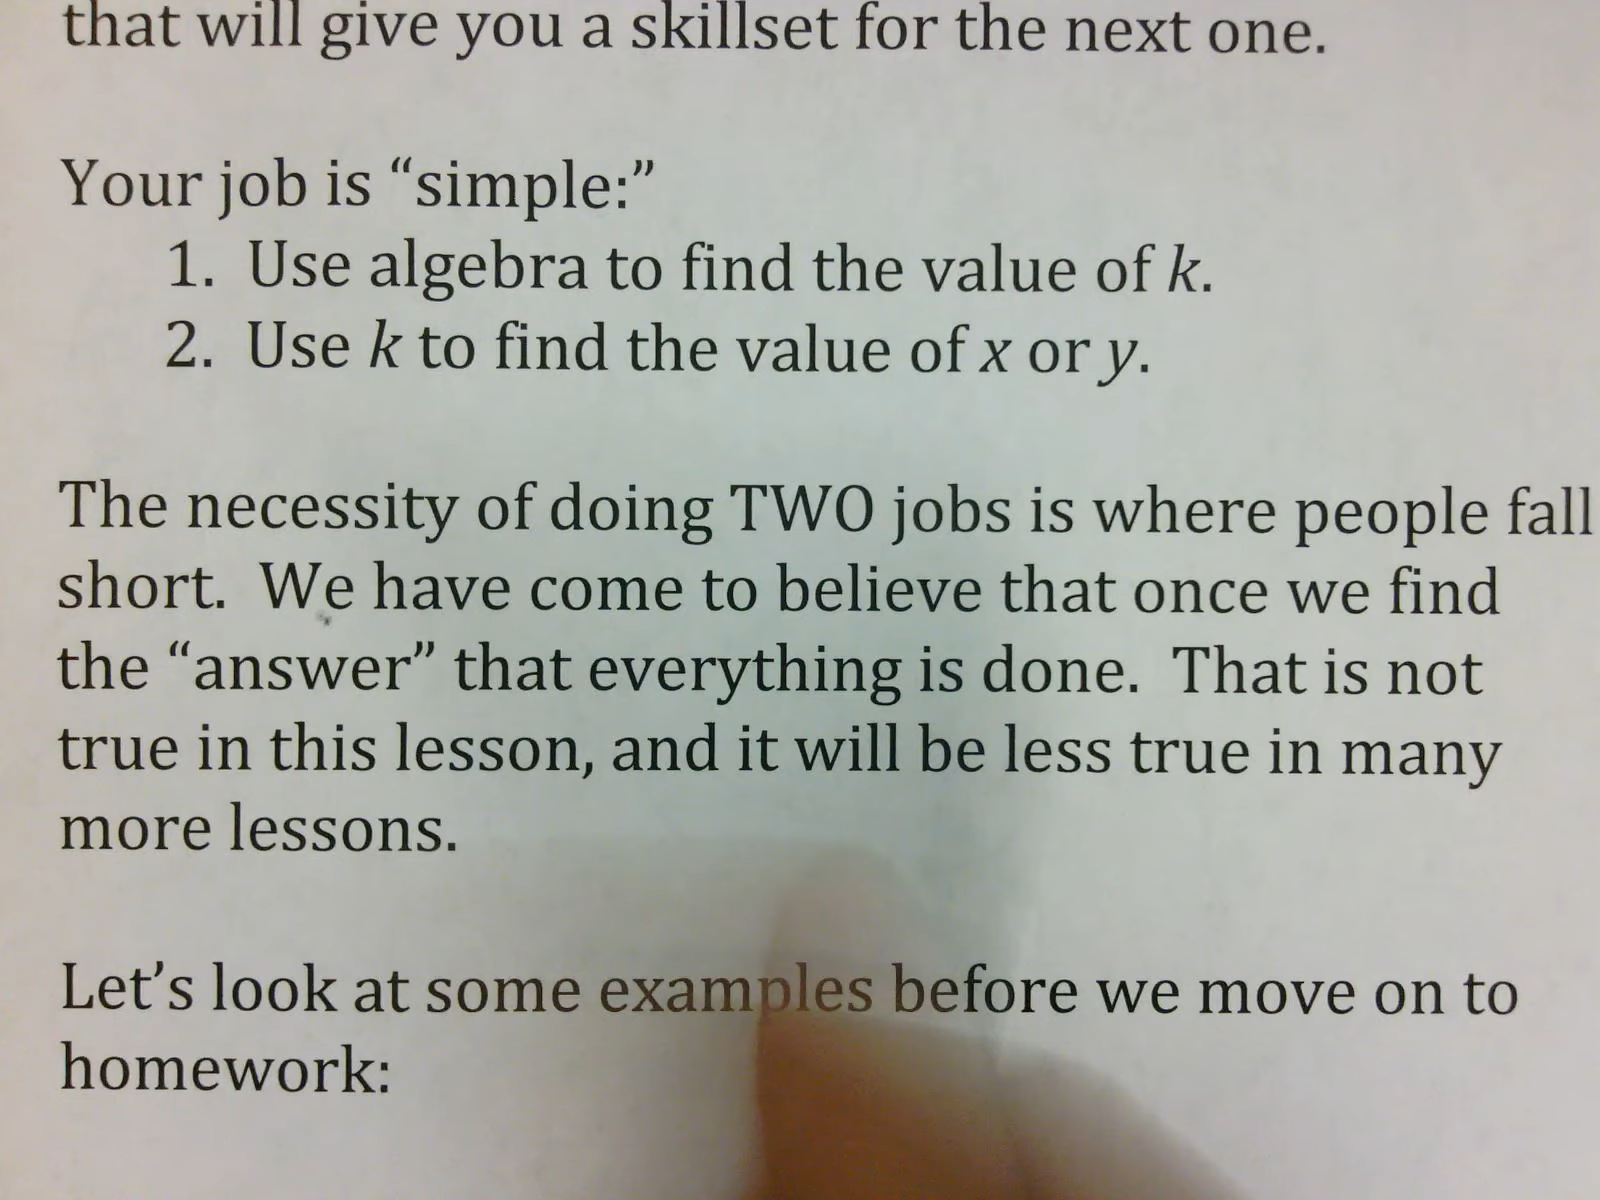 that will give you a skillset for the next one.
Your job is “simple:”
1. Use algebra to find the value of k.
2. Use k to find the value of x or y.
The necessity of doing TWO jobs is where people fall
short. We have come to believe that once we find
the “answer” that everything is done. That is not
true in this lesson, and it will be less true in many
more lessons.
Let’s look at some examples before we move on to
homework: